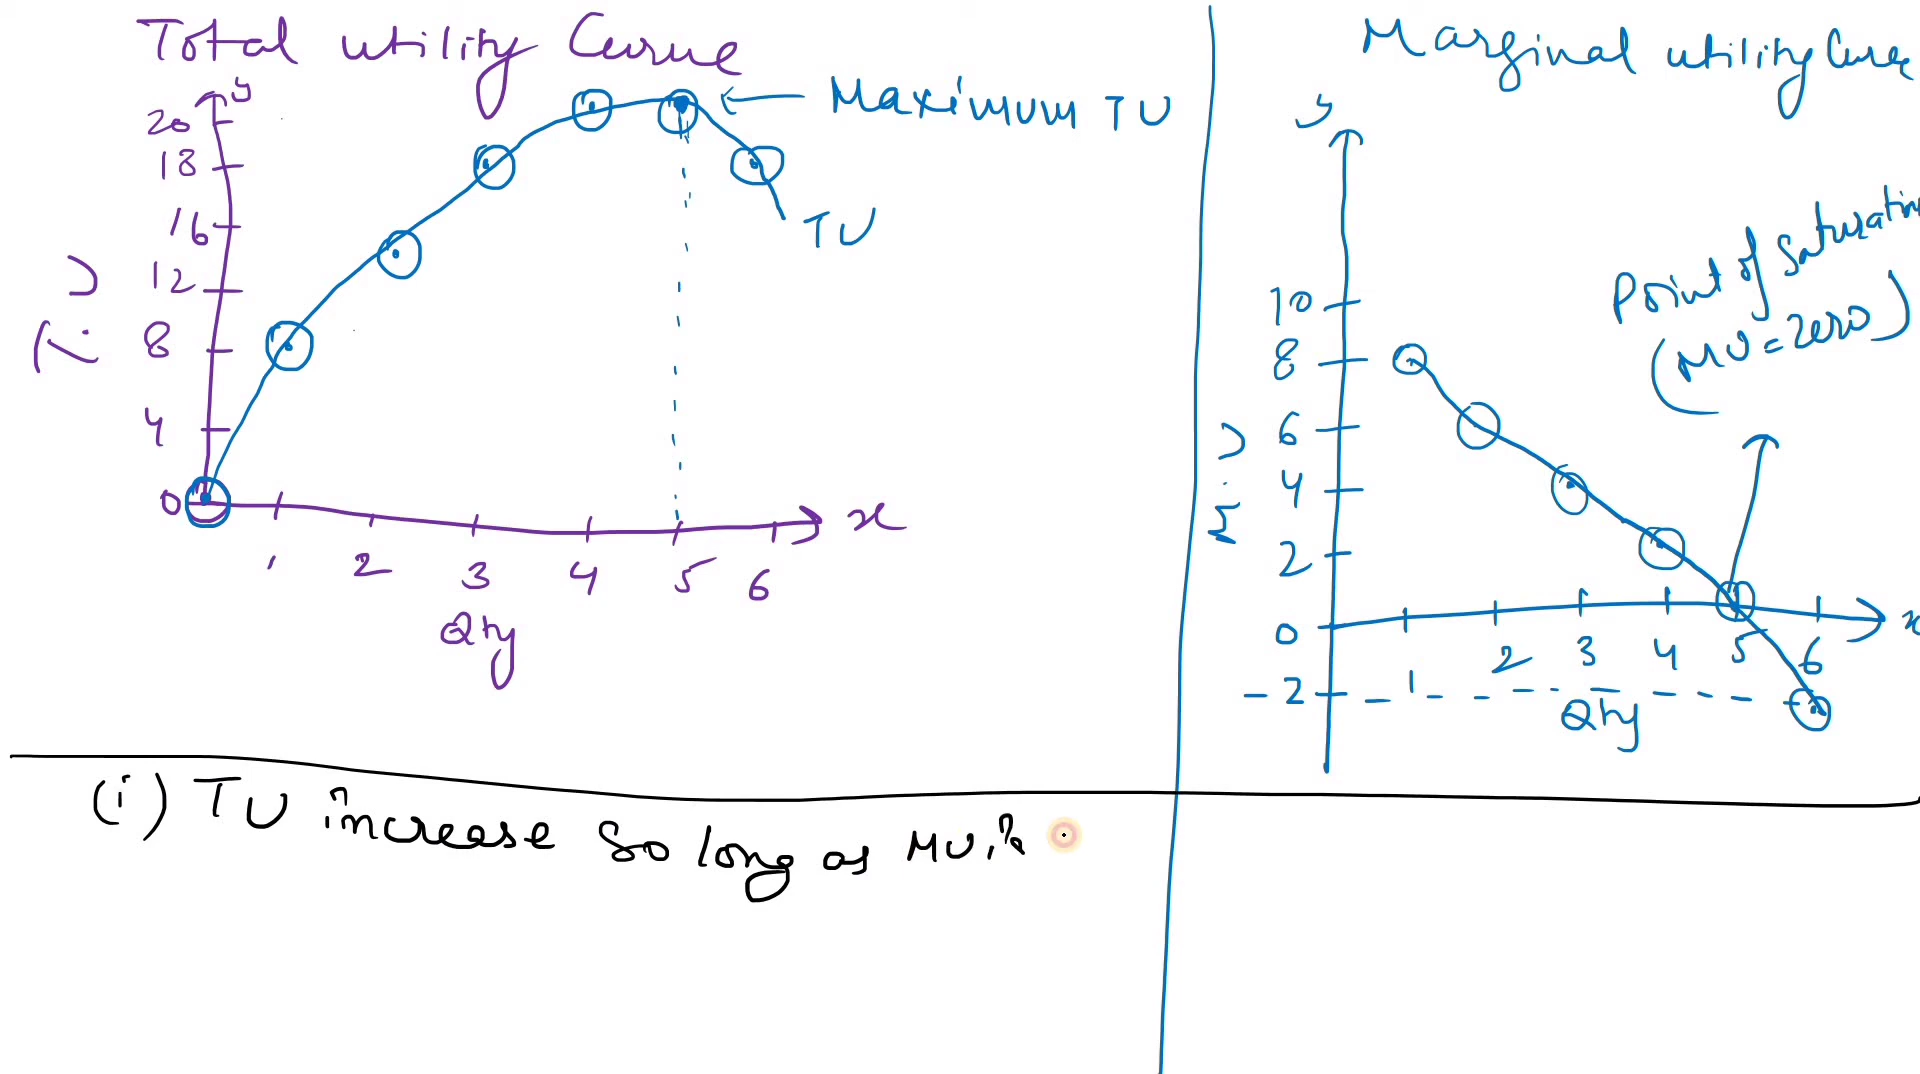 Total utility Curve
y
20
18
16
12
8
4
0
1 2 3 4 5 6
x
Qty
Maximum TU
TU
Marginal utility Curve
y
10
8
6
4
2
0
-2
1 2 3 4 5 6
x
Qty
Point of Saturatin
(MU = Zero)
(i) TU increase So long as MU is